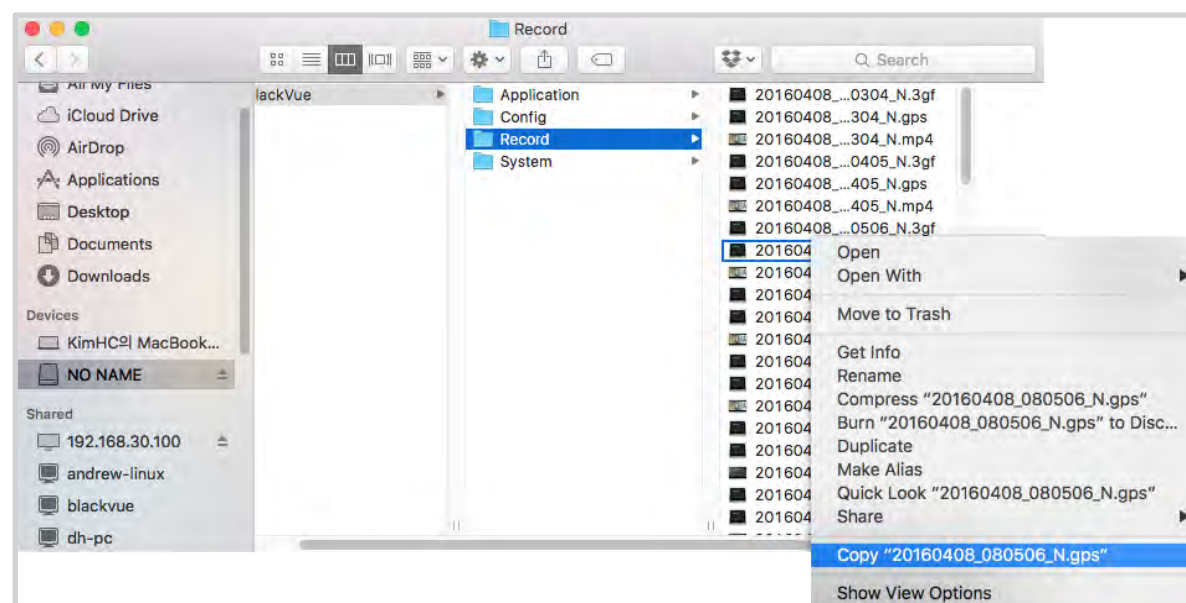 Record
Search
All My Files
iCloud Drive
AirDrop
Applications
Desktop
Documents
Downloads
Devices
KimHC의 MacBook...
NO NAME
Shared
192.168.30.100
andrew-linux
blackvue
dh-pc
lackVue
Application
Config
Record
System
20160408_...0304_N.3gf
20160408_...304_N.gps
20160408_...304_N.mp4
20160408_...0405_N.3gf
20160408_...405_N.gps
20160408_...405_N.mp4
20160408_...0506_N.3gf
201604
201604
201604
201604
201604
201604
201604
201604
201604
201604
201604
201604
Open
Open With
Move to Trash
Get Info
Rename
Compress “20160408_080506_N.gps”
Burn “20160408_080506_N.gps” to Disc...
Duplicate
Make Alias
Quick Look “20160408_080506_N.gps”
Share
Copy “20160408_080506_N.gps”
Show View Options